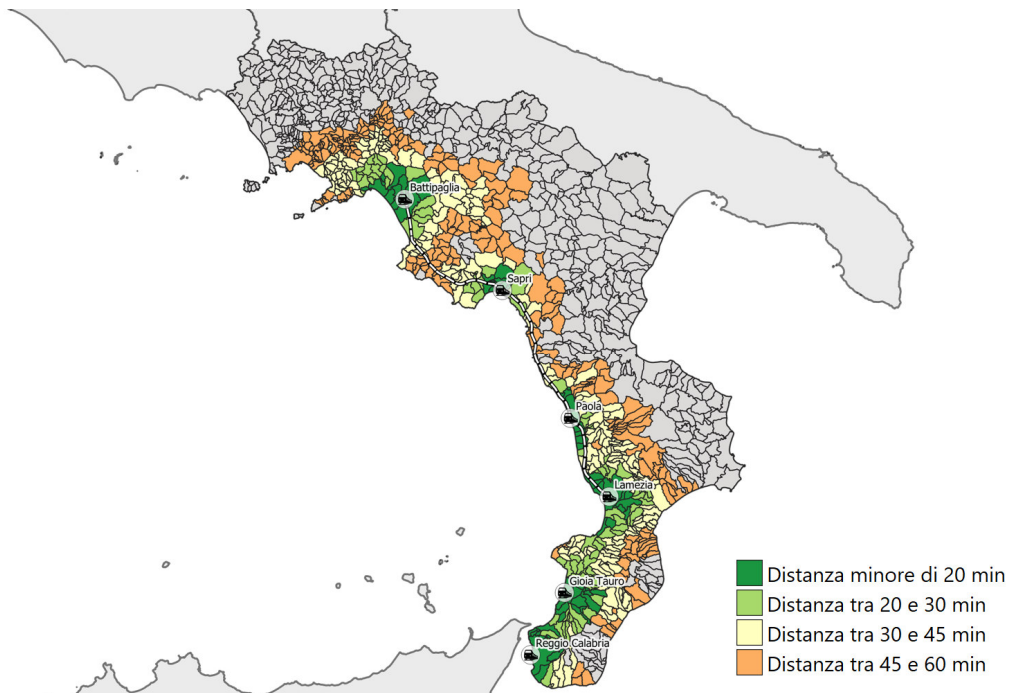 Battipaglia
Sapri
Paola
Lamezia
Gioia Tauro
Reggio Calabria
Distanza minore di 20 min
Distanza tra 20 e 30 min
Distanza tra 30 e 45 min
Distanza tra 45 e 60 min